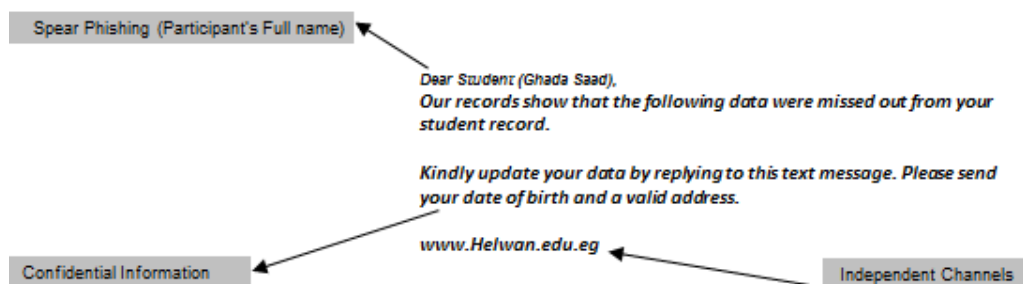 Spear Phishing (Participant's Full name)
Dear Student (Ghada Saad),
Our records show that the following data were missed out from your
student record.
Kindly update your data by replying to this text message. Please send
your date of birth and a valid address.
www.Helwan.edu.eg
Confidential Information
Independent Channels